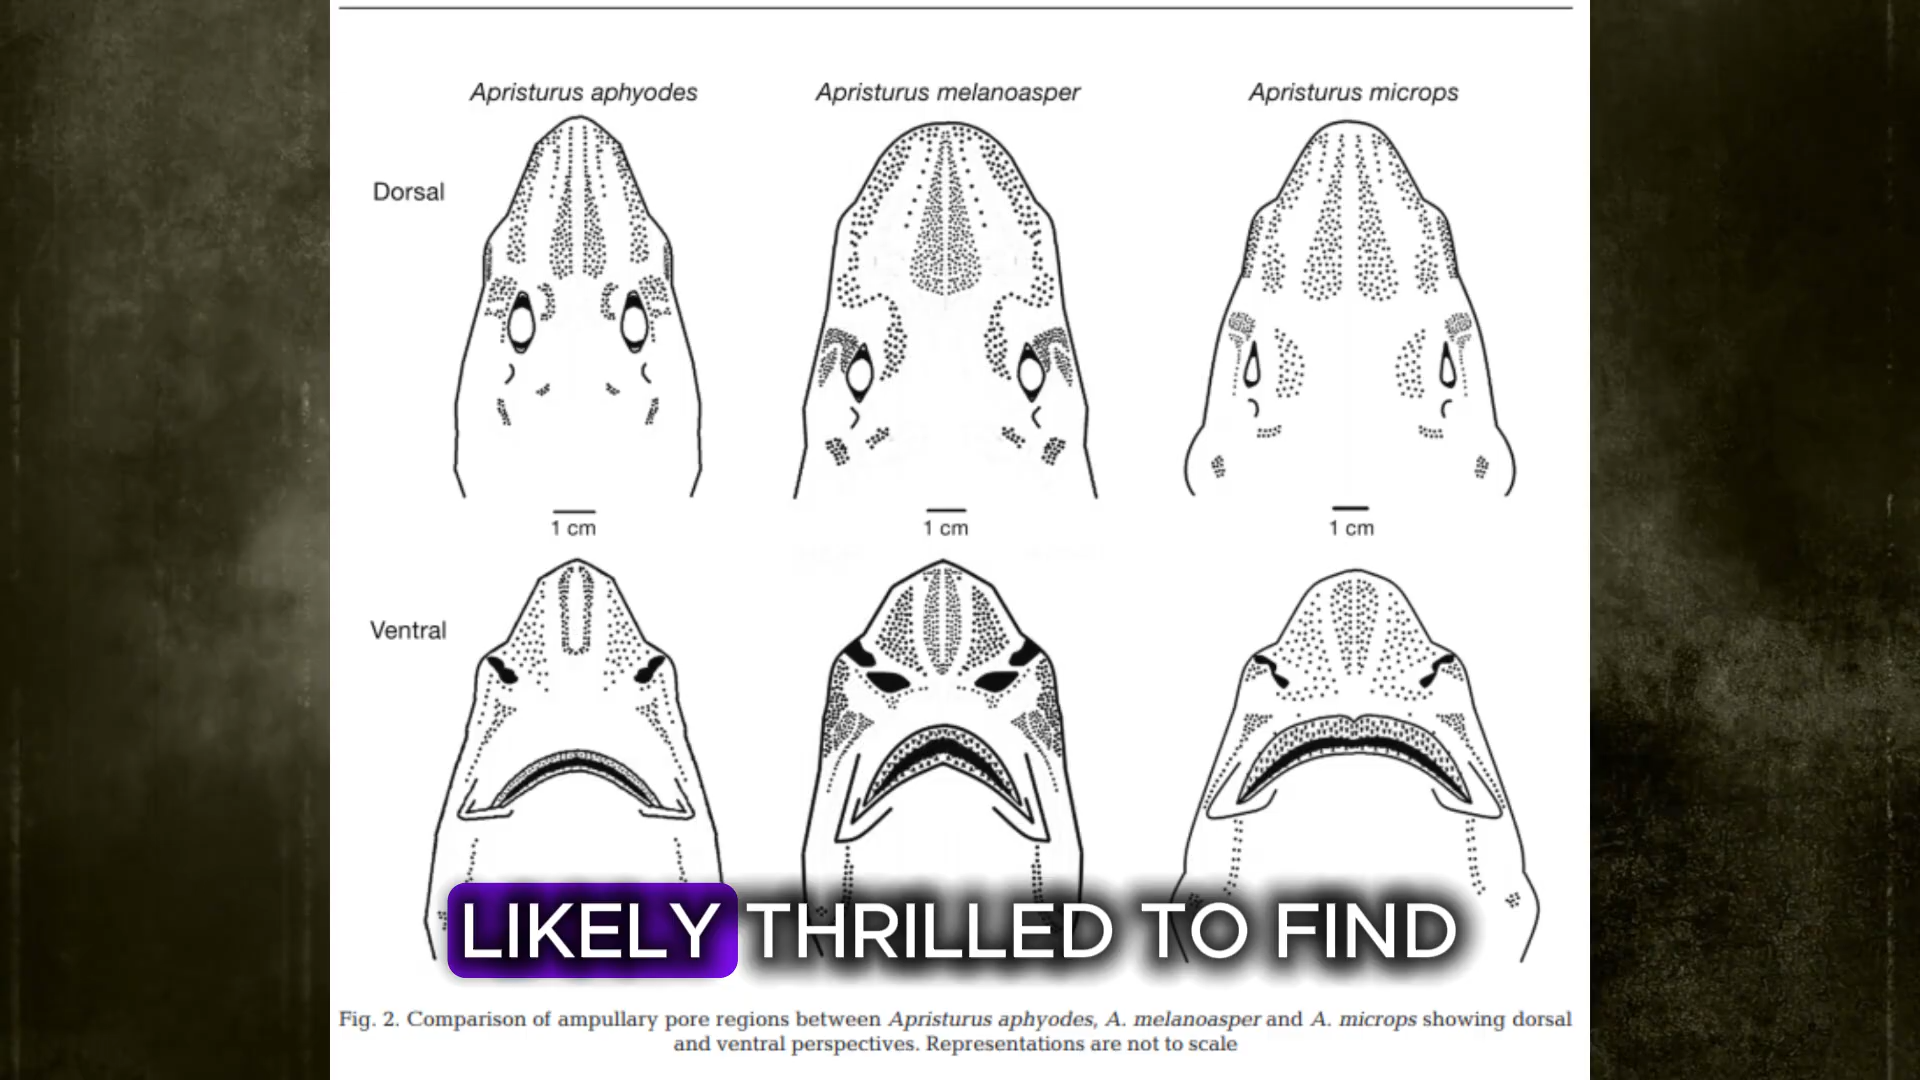 Apristurus aphyodes
Apristurus melanoasper
Apristurus microps
Dorsal
1 cm
1 cm
1 cm
Ventral
LIKELY THRILLED TO FIND
Fig. 2. Comparison of ampullary pore regions between Apristurus aphyodes, A. melanoasper and A. microps showing dorsal
and ventral perspectives. Representations are not to scale